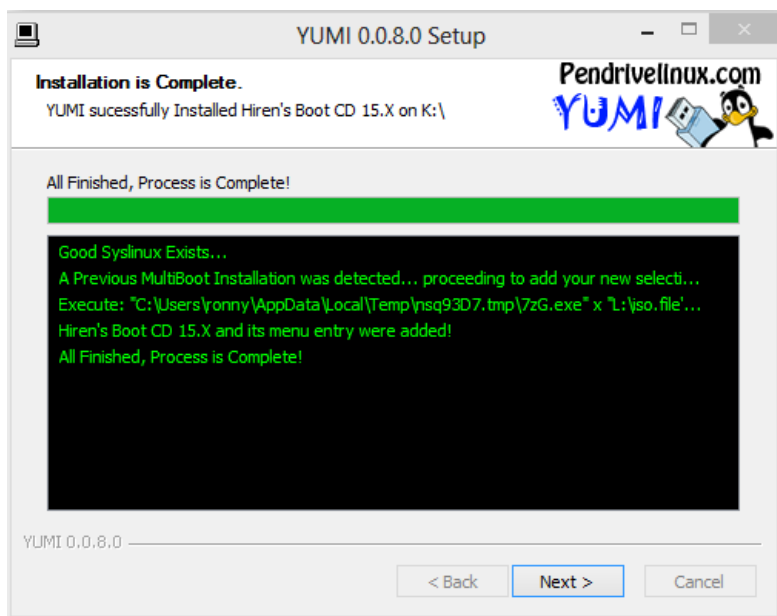 YUMI 0.0.8.0 Setup
Installation is Complete.
YUMI sucessfully Installed Hiren's Boot CD 15.X on K:\
Pendrivelinux.com
YUMI
All Finished, Process is Complete!
Good Syslinux Exists...
A Previous MultiBoot Installation was detected... proceeding to add your new selecti...
Execute: "C:\Users\ronny\AppData\Local\Temp\nsq93D7.tmp\7zG.exe" x "L:\iso.file'...
Hiren's Boot CD 15.X and its menu entry were added!
All Finished, Process is Complete!
YUMI 0.0.8.0
< Back Next > Cancel